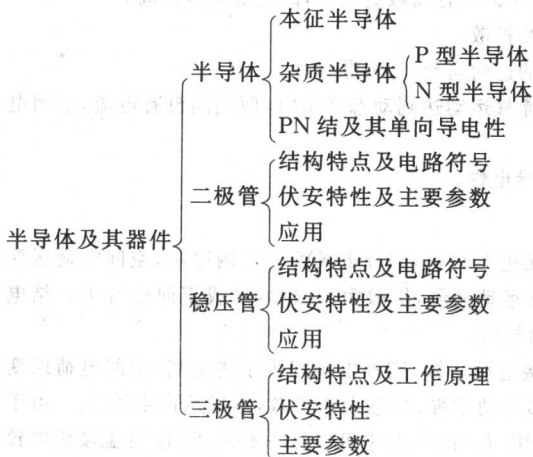 半导体及其器件
半导体
本征半导体
杂质半导体
P 型半导体
N 型半导体
PN 结及其单向导电性
二极管
结构特点及电路符号
伏安特性及主要参数
应用
稳压管
结构特点及电路符号
伏安特性及主要参数
应用
三极管
结构特点及工作原理
伏安特性
主要参数